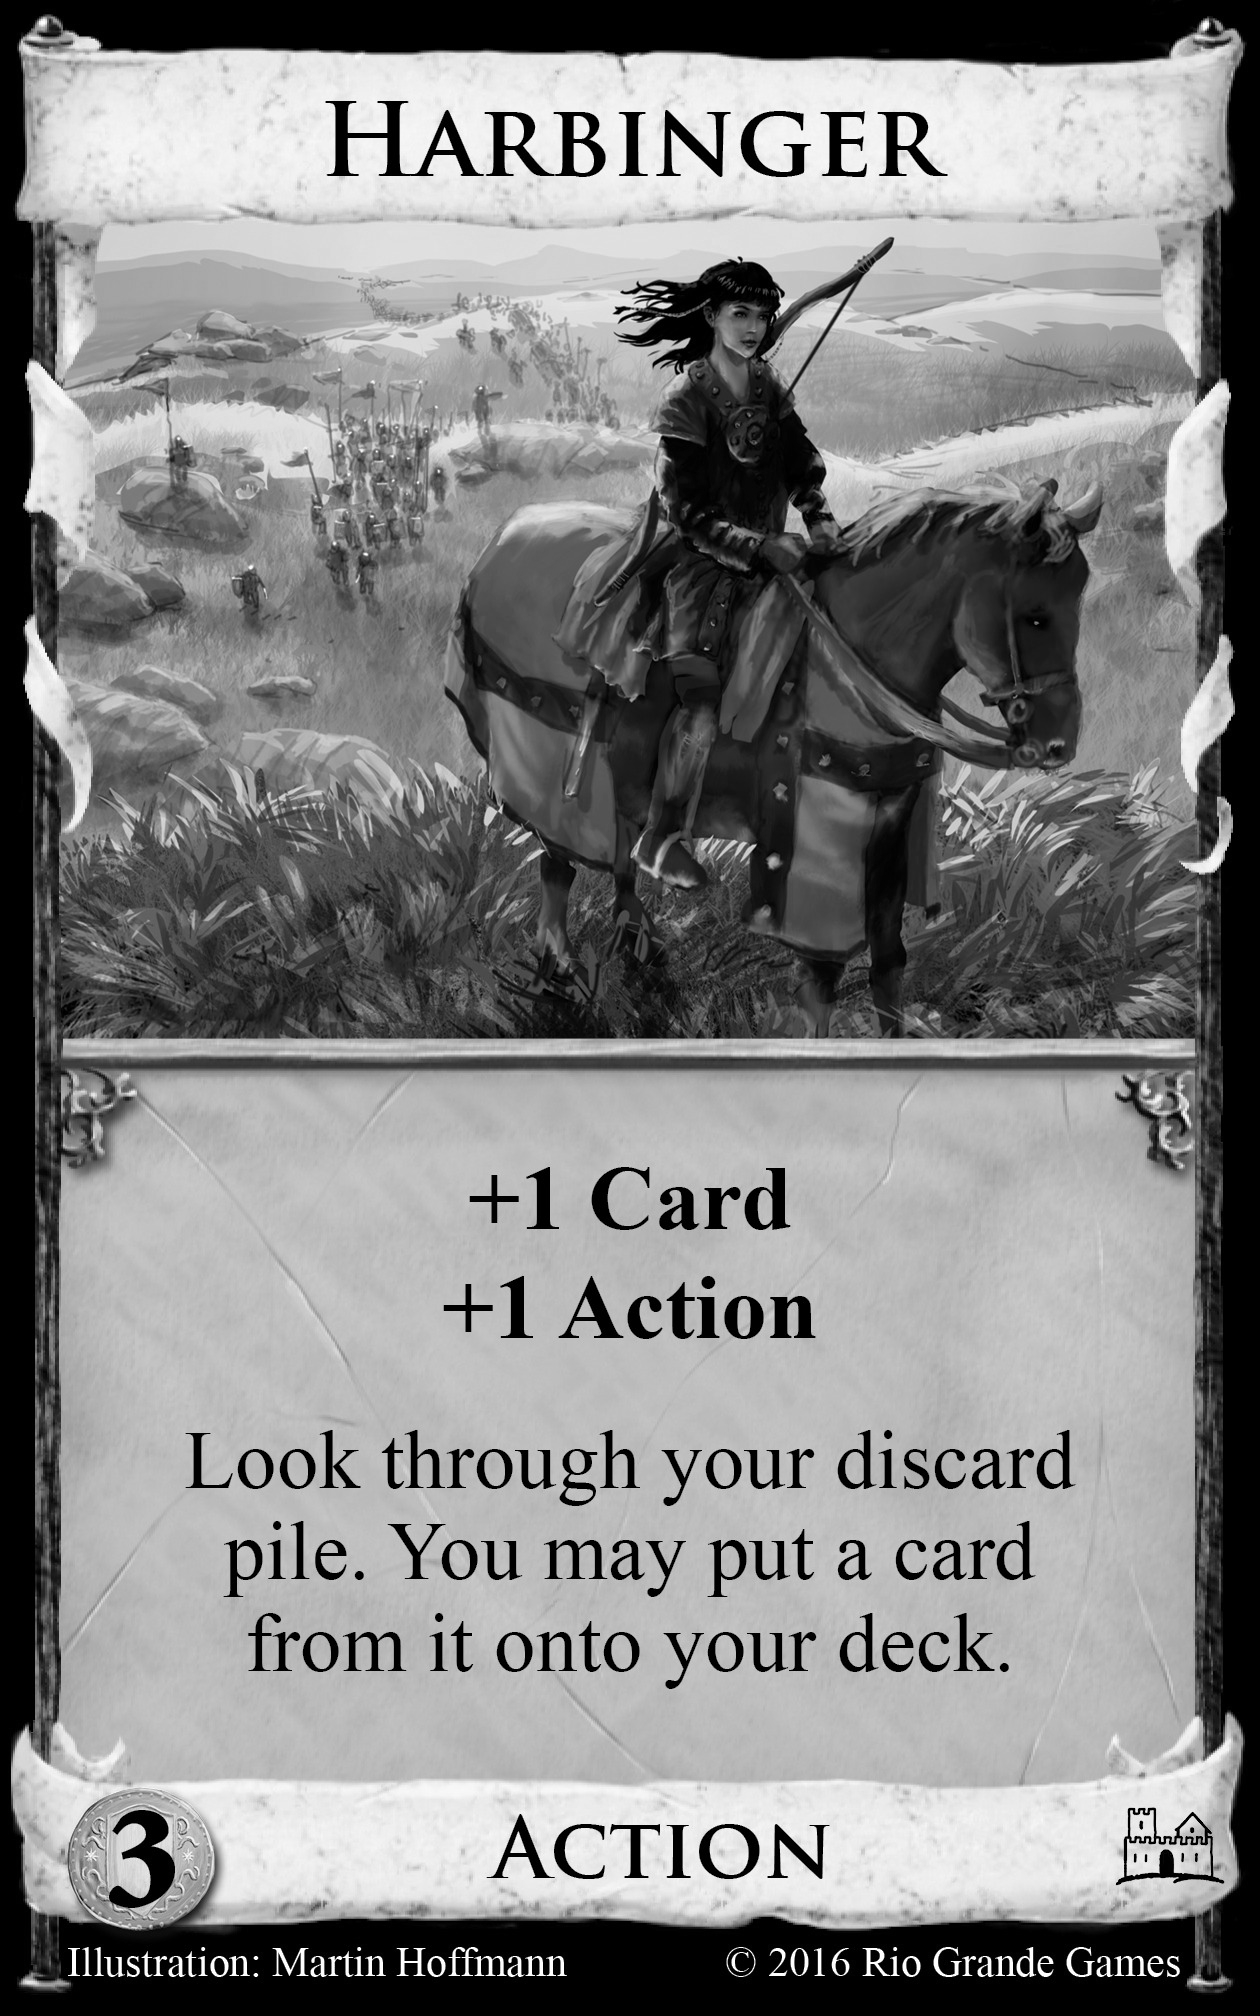 HARBINGER
+1 Card
+1 Action
Look through your discard
pile. You may put a card
from it onto your deck.
3
ACTION
Illustration: Martin Hoffmann
© 2016 Rio Grande Games